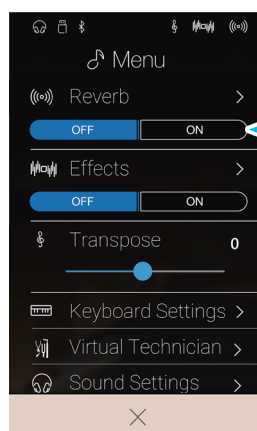 Menu
Reverb
OFF ON
Effects
OFF ON
Transpose 0
Keyboard Settings
Virtual Technician
Sound Settings